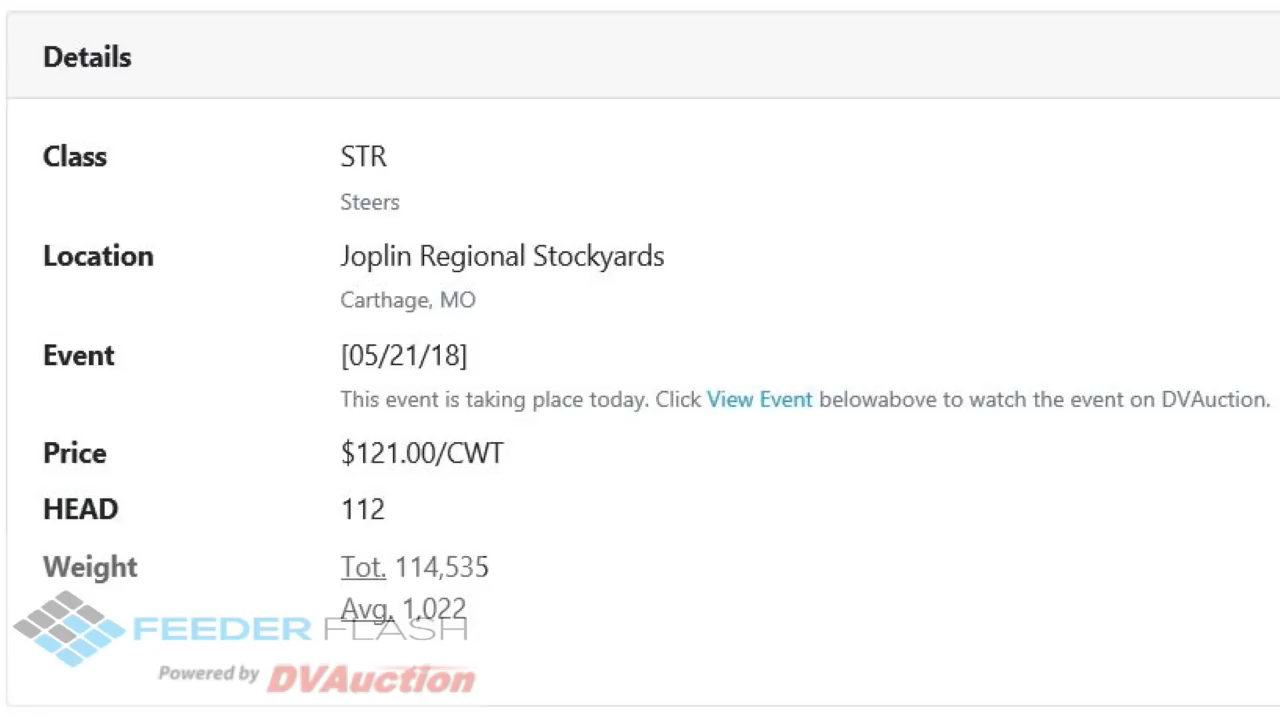 Details
Class STR
Steers
Location Joplin Regional Stockyards
Carthage, MO
Event [05/21/18]
This event is taking place today. Click View Event belowabove to watch the event on DVAuction.
Price $121.00/CWT
HEAD 112
Weight Tot. 114,535
Avg. 1,022
FEEDER FLASH
Powered by DVAuction